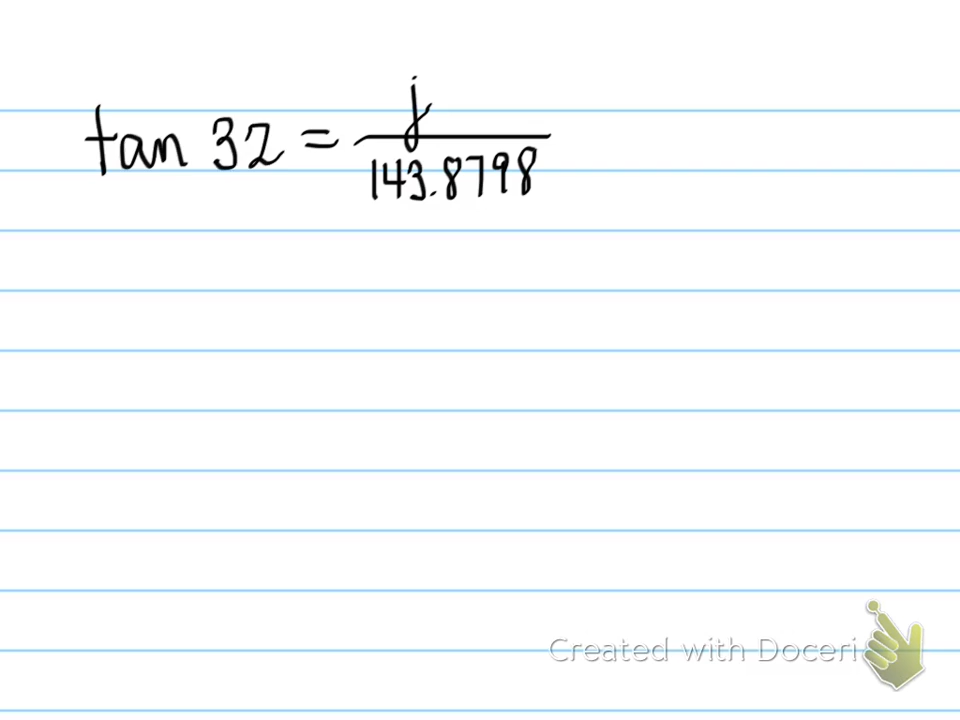 tan 32 = j / 143.8798
Created with Doceri